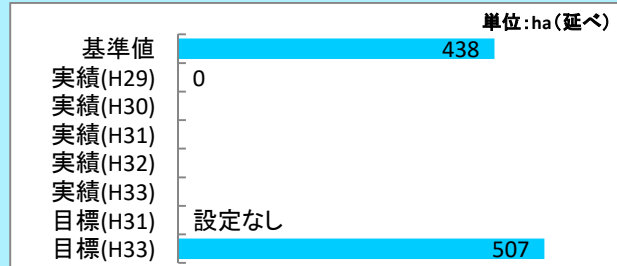 単位:ha(延べ)
基準値 438
実績(H29) 0
実績(H30)
実績(H31)
実績(H32)
実績(H33)
目標(H31) 設定なし
目標(H33) 507